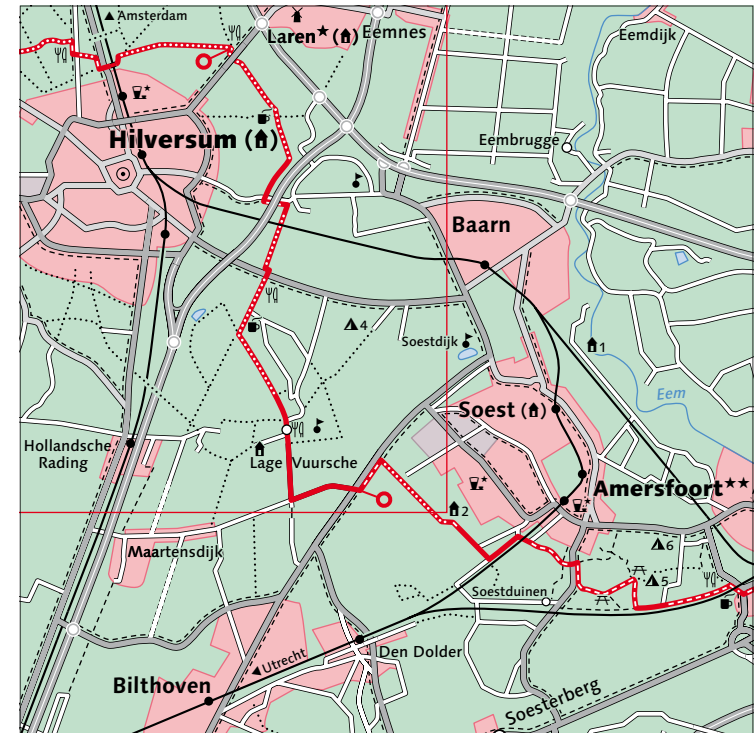 Amsterdam
Laren★ ( ) Eemnes
Eemdijk
Hilversum ( )
Eembrugge
Baarn
4
Soestdijk
1
Eem
Soest ( )
Hollandsche
Rading
Lage Vuursche
Amersfoort★★
2
Maartensdijk
6
5
Soestduinen
Den Dolder
Utrecht
Bilthoven
Soesterberg